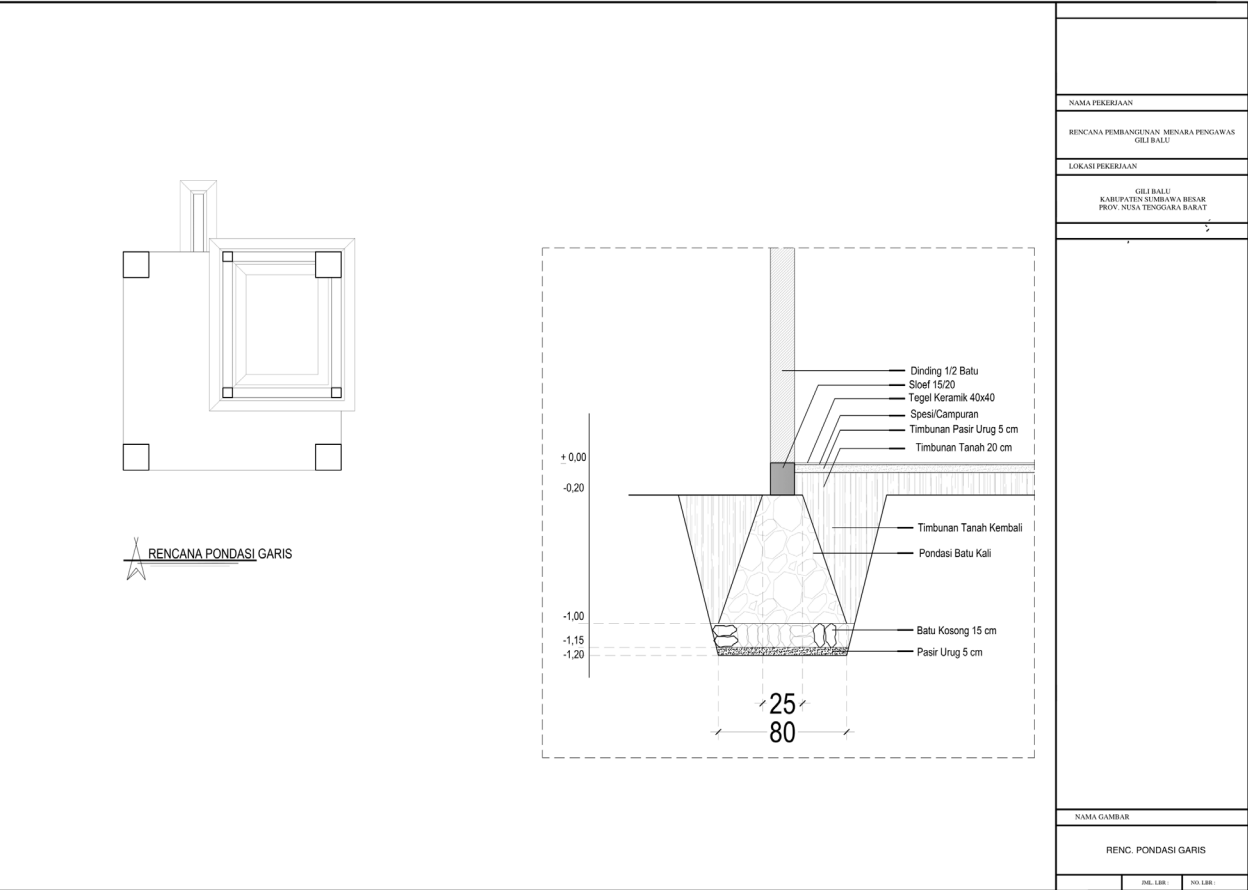 RENCANA PONDASI GARIS
Dinding 1/2 Batu
Sloef 15/20
Tegel Keramik 40x40
Spesi/Campuran
Timbunan Pasir Urug 5 cm
Timbunan Tanah 20 cm
+ 0,00
-0,20
Timbunan Tanah Kembali
Pondasi Batu Kali
-1,00
-1,15
-1,20
Batu Kosong 15 cm
Pasir Urug 5 cm
25
80
NAMA PEKERJAAN
RENCANA PEMBANGUNAN MENARA PENGAWAS
GILI BALU
LOKASI PEKERJAAN
GILI BALU
KABUPATEN SUMBAWA BESAR
PROV. NUSA TENGGARA BARAT
NAMA GAMBAR
RENC. PONDASI GARIS
JML. LBR : NO. LBR :